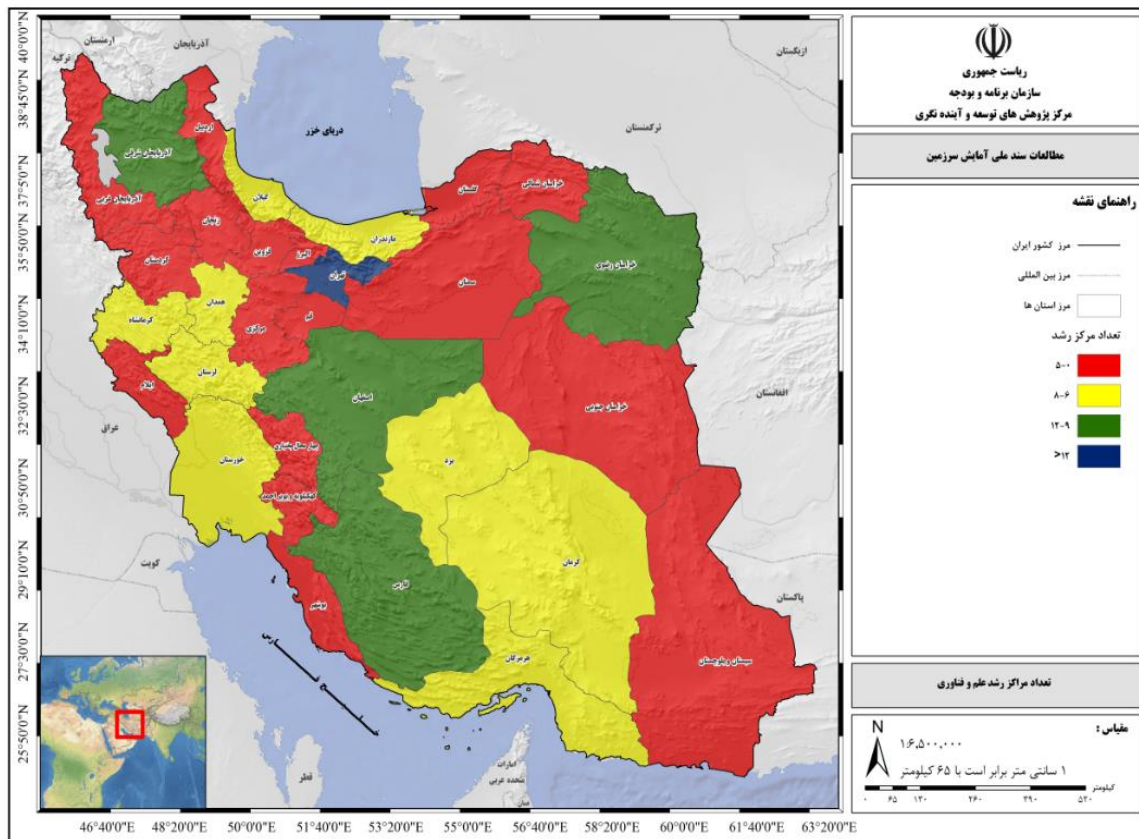 ریاست جمهوری
سازمان برنامه و بودجه
مرکز پژوهش های توسعه و آینده نگری
مطالعات سند ملی آمایش سرزمین
راهنمای نقشه
مرز کشور ایران
مرز بین المللی
مرز استان ها
تعداد مرکز رشد
۵-۰
۸-۶
۱۲-۹
>۱۲
تعداد مراکز رشد علم و فناوری
مقیاس :
N
۱:۶,۵۰۰,۰۰۰
۱ سانتی متر برابر است با ۶۵ کیلومتر
کیلومتر
۰ ۶۵ ۱۳۰ ۲۶۰ ۳۹۰ ۵۲۰
ارمنستان
آذربایجان
ترکیه
ازبکستان
ترکمنستان
دریای خزر
اردبیل
آذربایجان شرقی
آذربایجان غربی
گیلان
زنجان
گلستان
خراسان شمالی
مازندران
قزوین
البرز
تهران
کردستان
سمنان
خراسان رضوی
همدان
کرمانشاه
مرکزی
قم
لرستان
ایلام
اصفهان
خراسان جنوبی
افغانستان
عراق
خوزستان
چهار محال بختیاری
یزد
کهگیلویه و بویر احمد
کرمان
کویت
فارس
بوشهر
پاکستان
هرمزگان
سیستان و بلوچستان
خلیج فارس
قطر
امارات
متحده عربی
40°0'0"N
38°45'0"N
37°5'0"N
35°50'0"N
34°10'0"N
32°30'0"N
30°50'0"N
29°10'0"N
27°30'0"N
25°50'0"N
46°40'0"E 48°20'0"E 50°0'0"E 51°40'0"E 53°20'0"E 55°0'0"E 56°40'0"E 58°20'0"E 60°0'0"E 61°40'0"E 63°20'0"E